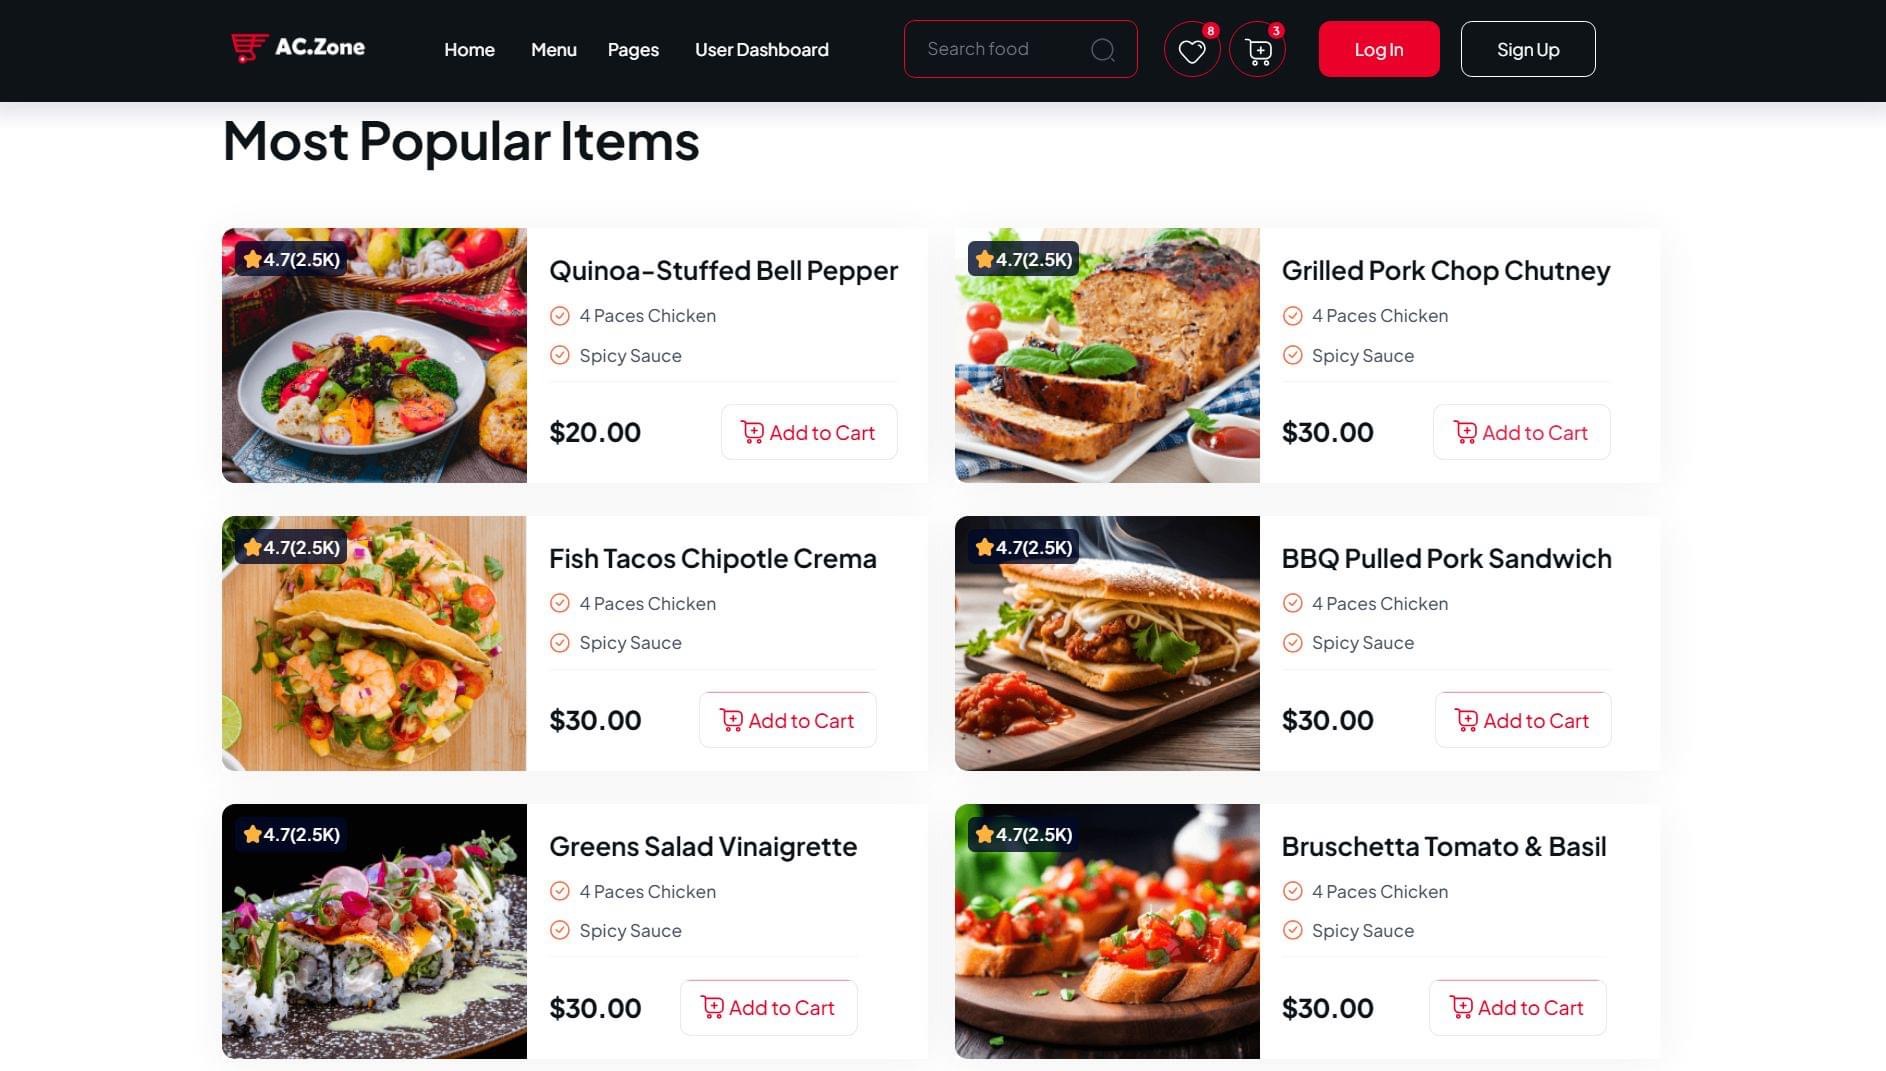 AC.Zone
Home Menu Pages User Dashboard
Search food
8
3
Log In
Sign Up
Most Popular Items
4.7(2.5K)
Quinoa-Stuffed Bell Pepper
4 Paces Chicken
Spicy Sauce
$20.00
Add to Cart
4.7(2.5K)
Grilled Pork Chop Chutney
4 Paces Chicken
Spicy Sauce
$30.00
Add to Cart
4.7(2.5K)
Fish Tacos Chipotle Crema
4 Paces Chicken
Spicy Sauce
$30.00
Add to Cart
4.7(2.5K)
BBQ Pulled Pork Sandwich
4 Paces Chicken
Spicy Sauce
$30.00
Add to Cart
4.7(2.5K)
Greens Salad Vinaigrette
4 Paces Chicken
Spicy Sauce
$30.00
Add to Cart
4.7(2.5K)
Bruschetta Tomato & Basil
4 Paces Chicken
Spicy Sauce
$30.00
Add to Cart